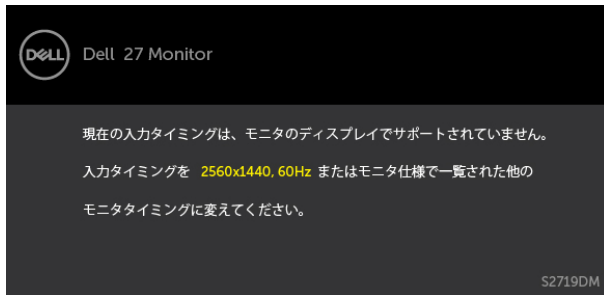 DELL
Dell 27 Monitor
現在の入力タイミングは、モニタのディスプレイでサポートされていません。
入力タイミングを 2560x1440, 60Hz またはモニタ仕様で一覧された他の
モニタタイミングに変えてください。
S2719DM